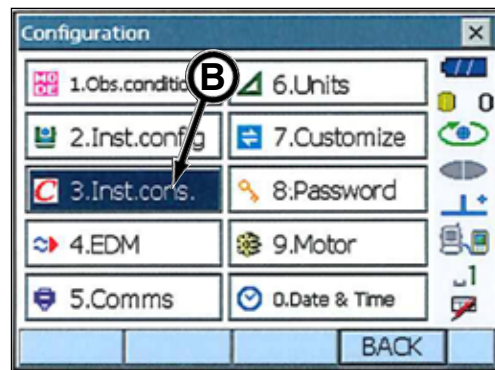 Configuration
1.Obs.conditio
6.Units
2.Inst.config
7.Customize
3.Inst.cons.
8:Password
4.EDM
9.Motor
5.Comms
0.Date & Time
BACK
B
MODE
C
0
1